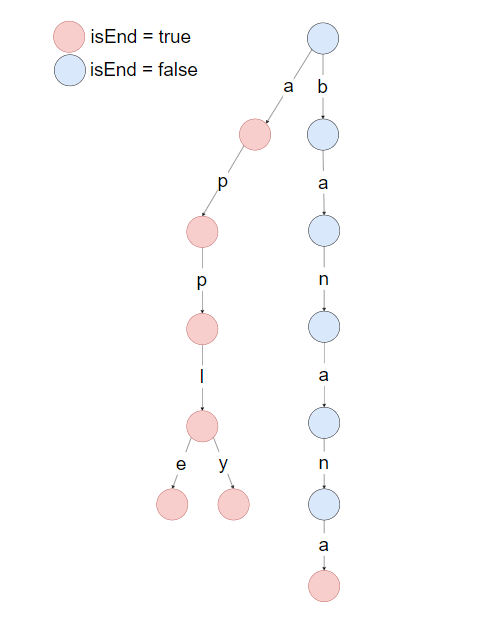 isEnd = true
isEnd = false
a b
p a
p n
l a
e y n
a